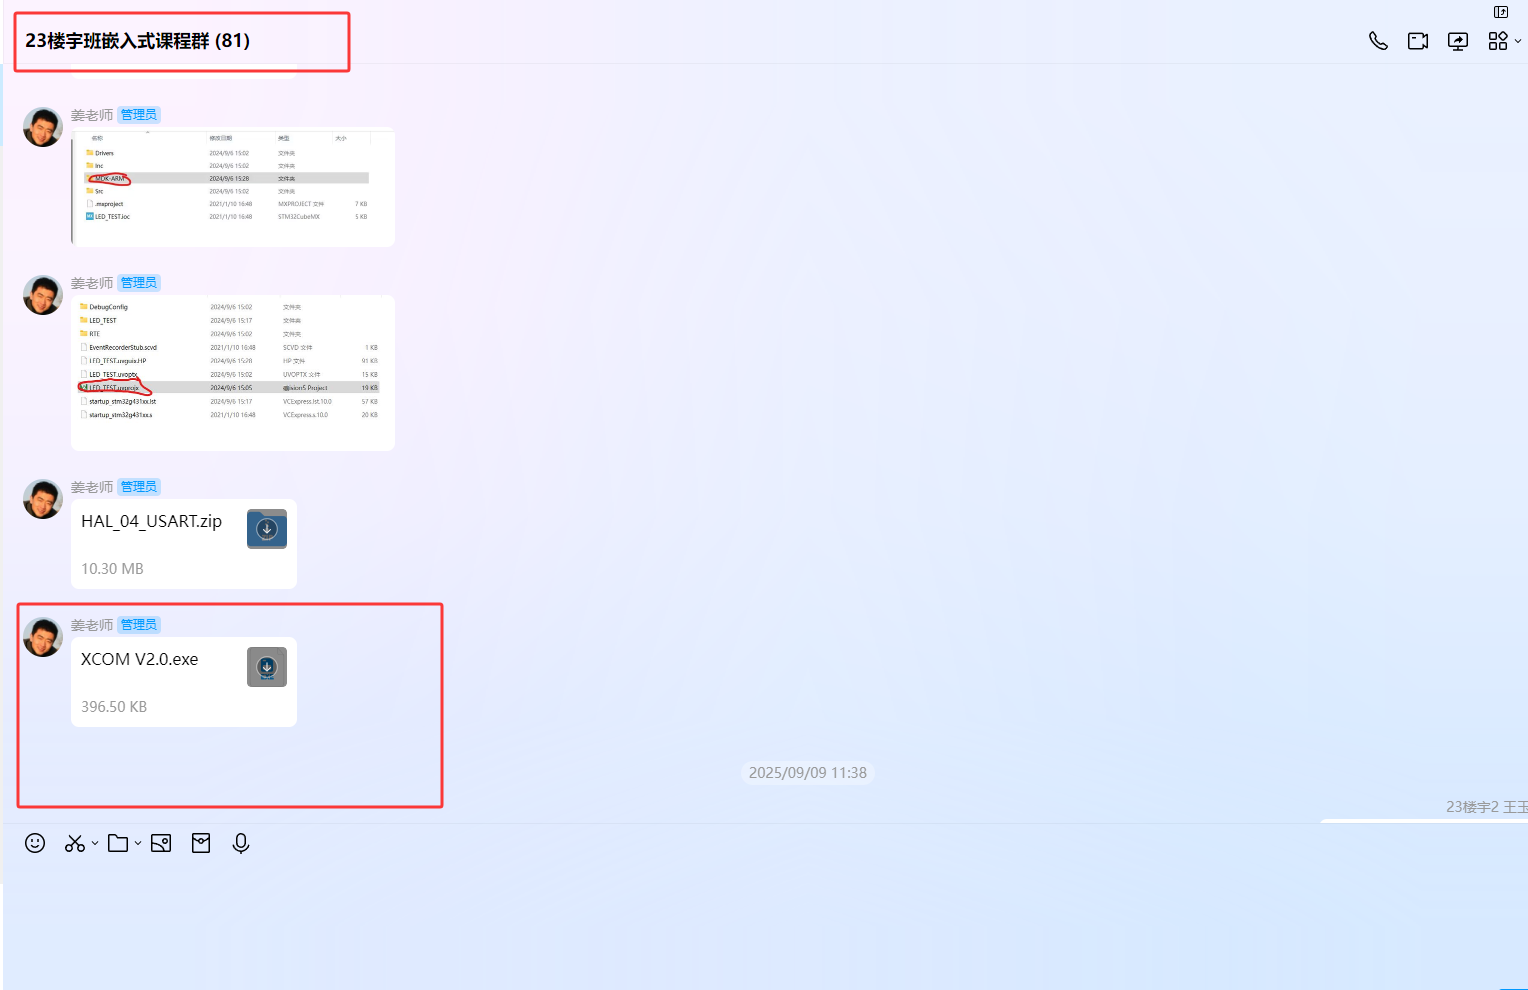 23楼宇班嵌入式课程群 (81)
姜老师 管理员
名称 修改日期 类型 大小
Drivers 2024/9/6 15:02 文件夹
Inc 2024/9/6 15:02 文件夹
MDK-ARM 2024/9/6 15:28 文件夹
Src 2024/9/6 15:02 文件夹
.mxproject 2021/1/10 16:48 MXPROJECT 文件 7 KB
LED_TEST.ioc 2021/1/10 16:48 STM32CubeMX 5 KB
姜老师 管理员
DebugConfig 2024/9/6 15:02 文件夹
LED_TEST 2024/9/6 15:17 文件夹
RTE 2024/9/6 15:02 文件夹
EventRecorderStub.scvd 2021/1/10 16:48 SCVD 文件 1 KB
LED_TEST.uvguix.HP 2024/9/6 15:28 HP 文件 91 KB
LED_TEST.uvoptx 2024/9/6 15:02 UVOPTX 文件 15 KB
LED_TEST.uvprojx 2024/9/6 15:05 ision5 Project 19 KB
startup_stm32g431xx.lst 2024/9/6 15:17 VCExpress.lst.10.0 57 KB
startup_stm32g431xx.s 2021/1/10 16:48 VCExpress.s.10.0 20 KB
姜老师 管理员
HAL_04_USART.zip
10.30 MB
姜老师 管理员
XCOM V2.0.exe
396.50 KB
2025/09/09 11:38
23楼宇2 王玉